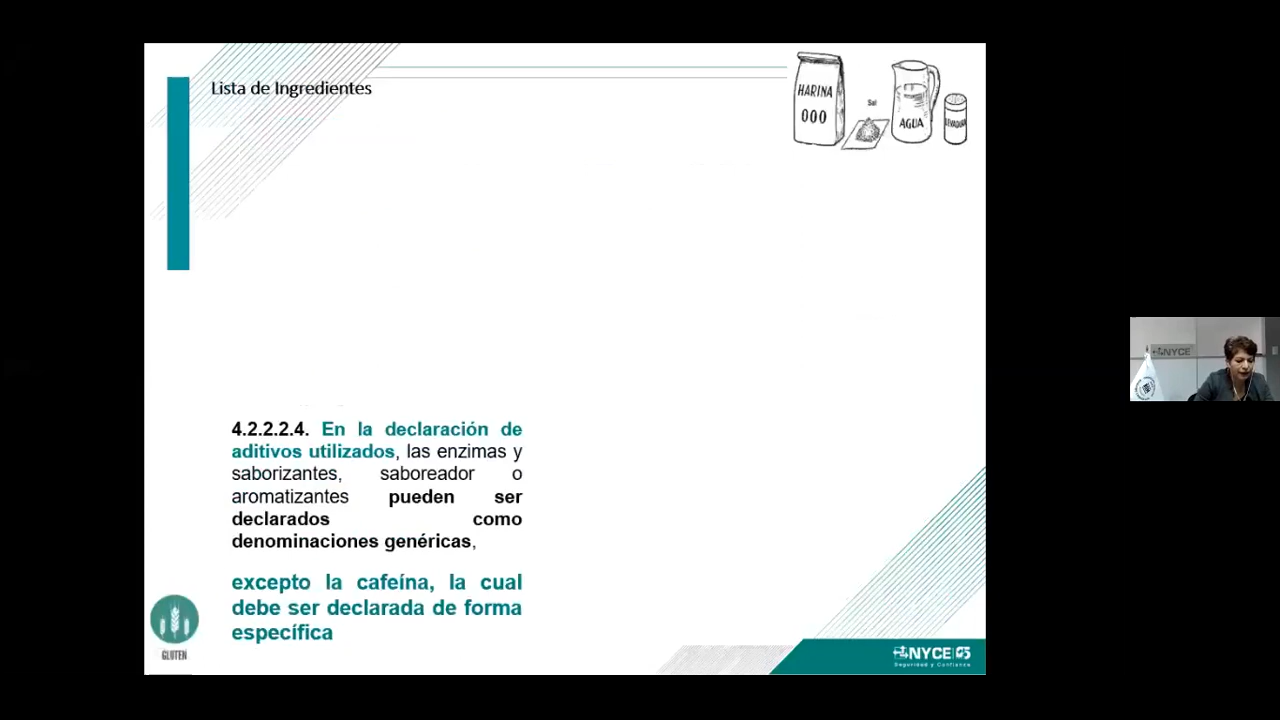 Lista de Ingredientes
HARINA
000
Sal
AGUA
LEVADURA
4.2.2.2.4. En la declaración de
aditivos utilizados, las enzimas y
saborizantes, saboreador o
aromatizantes pueden ser
declarados como
denominaciones genéricas,
excepto la cafeína, la cual
debe ser declarada de forma
específica
GLUTEN
NYCE
Seguridad y Confianza
NYCE